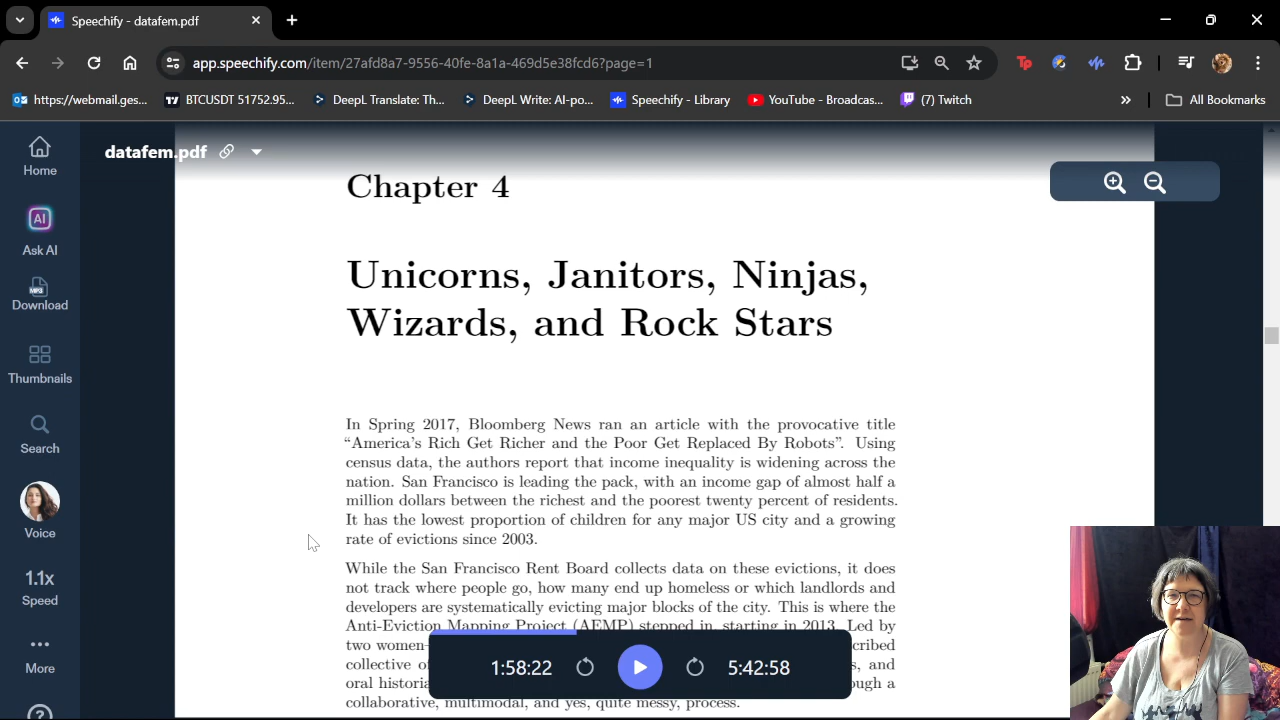 Speechify - datafem.pdf
app.speechify.com/item/27afd8a7-9556-40fe-8a1a-469d5e38fcd6?page=1
https://webmail.ges...
BTCUSDT 51752.95...
DeepL Translate: Th...
DeepL Write: AI-po...
Speechify - Library
YouTube - Broadcas...
(7) Twitch
All Bookmarks
Home
AI
Ask AI
MP3
Download
Thumbnails
Search
Voice
1.1x
Speed
More
datafem.pdf
Chapter 4
Unicorns, Janitors, Ninjas,
Wizards, and Rock Stars
In Spring 2017, Bloomberg News ran an article with the provocative title
“America’s Rich Get Richer and the Poor Get Replaced By Robots”. Using
census data, the authors report that income inequality is widening across the
nation. San Francisco is leading the pack, with an income gap of almost half a
million dollars between the richest and the poorest twenty percent of residents.
It has the lowest proportion of children for any major US city and a growing
rate of evictions since 2003.
While the San Francisco Rent Board collects data on these evictions, it does
not track where people go, how many end up homeless or which landlords and
developers are systematically evicting major blocks of the city. This is where the
Anti-Eviction Mapping Project (AEMP) stepped in, starting in 2013. Led by
two women-
collective
oral historia
and
ough a
collaborative, multimodal, and yes, quite messy, process.
1:58:22
5:42:58